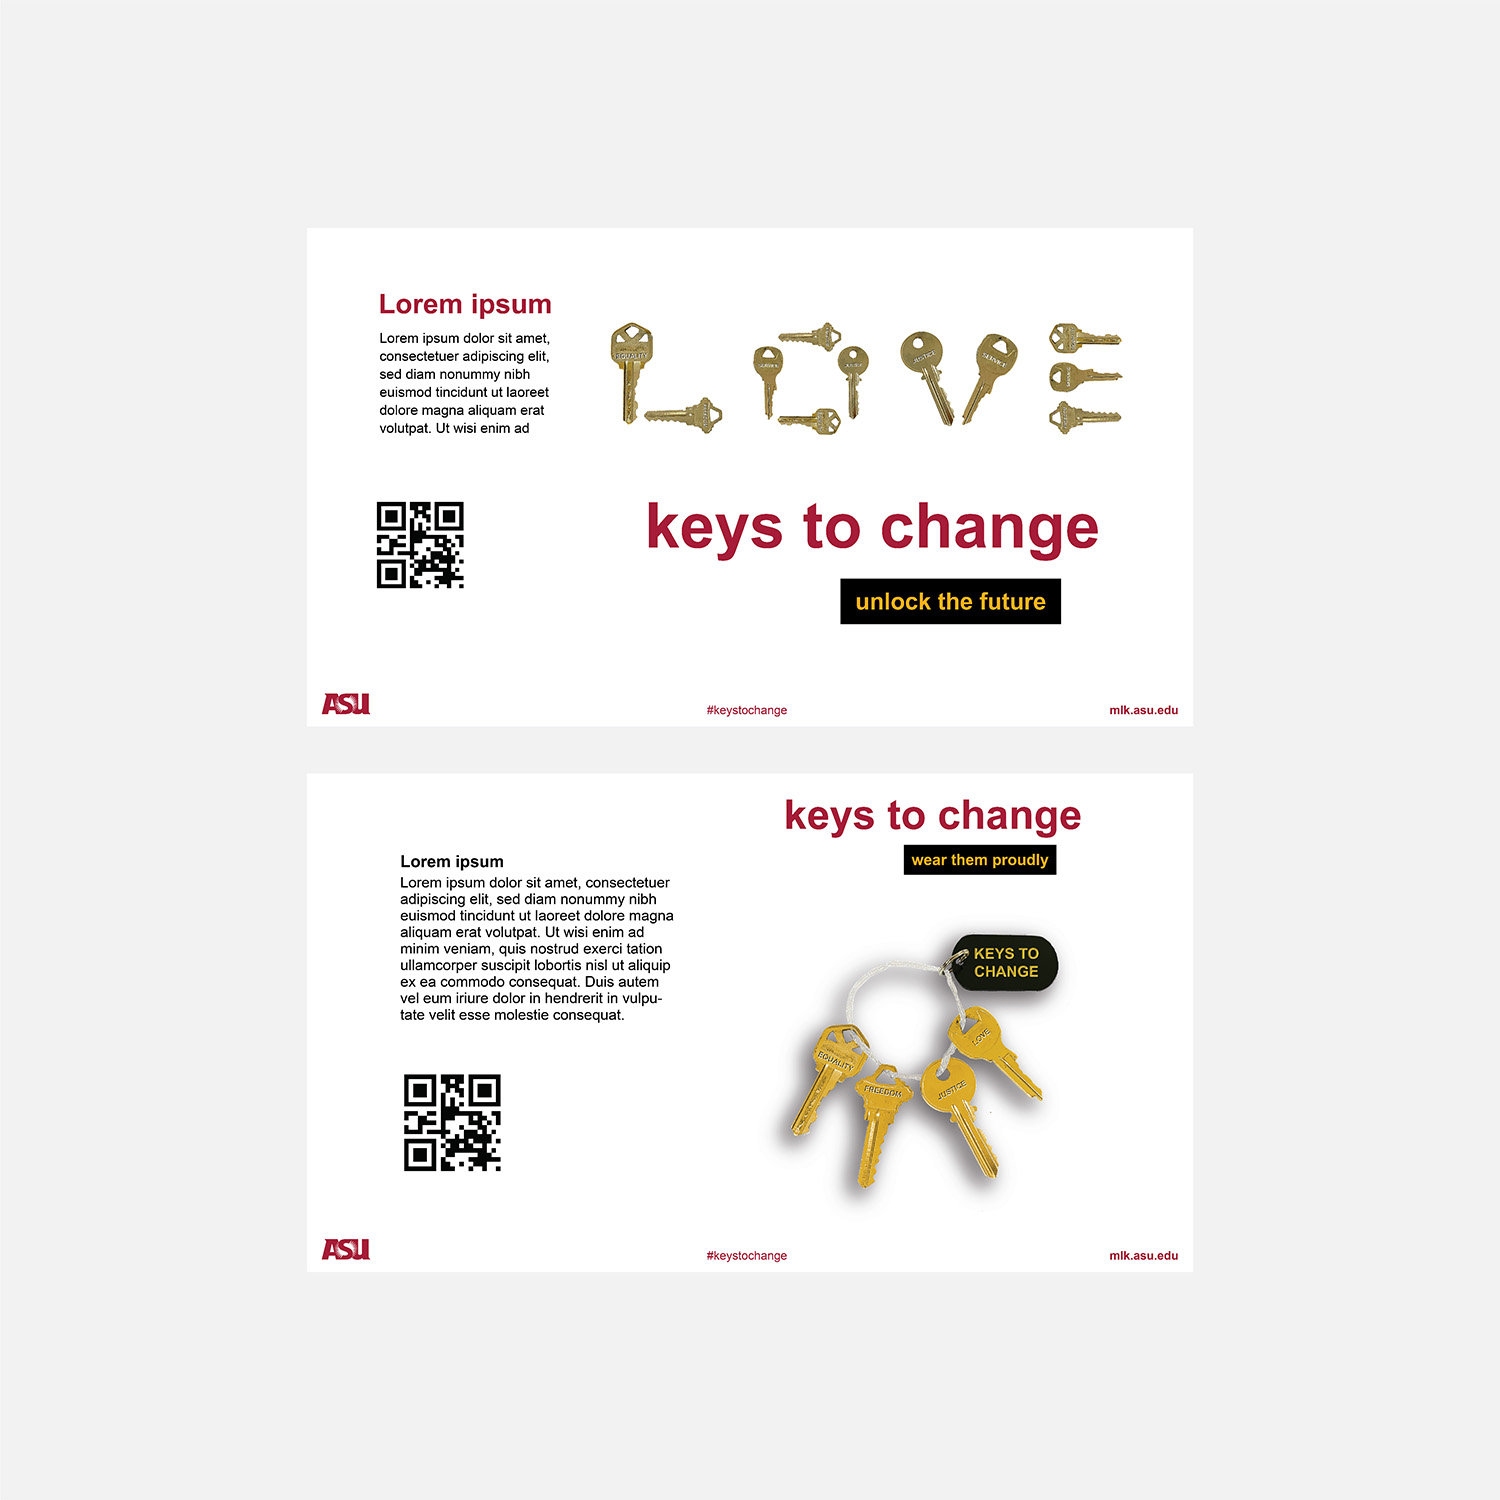 Lorem ipsum
Lorem ipsum dolor sit amet,
consectetuer adipiscing elit,
sed diam nonummy nibh
euismod tincidunt ut laoreet
dolore magna aliquam erat
volutpat. Ut wisi enim ad
EQUALITY
SERVICE
JUSTICE
SERVICE
keys to change
unlock the future
ASU
#keystochange
mlk.asu.edu
keys to change
wear them proudly
Lorem ipsum
Lorem ipsum dolor sit amet, consectetuer
adipiscing elit, sed diam nonummy nibh
euismod tincidunt ut laoreet dolore magna
aliquam erat volutpat. Ut wisi enim ad
minim veniam, quis nostrud exerci tation
ullamcorper suscipit lobortis nisl ut aliquip
ex ea commodo consequat. Duis autem
vel eum iriure dolor in hendrerit in vulpu-
tate velit esse molestie consequat.
KEYS TO
CHANGE
LOVE
EQUALITY
FREEDOM
JUSTICE
ASU
#keystochange
mlk.asu.edu